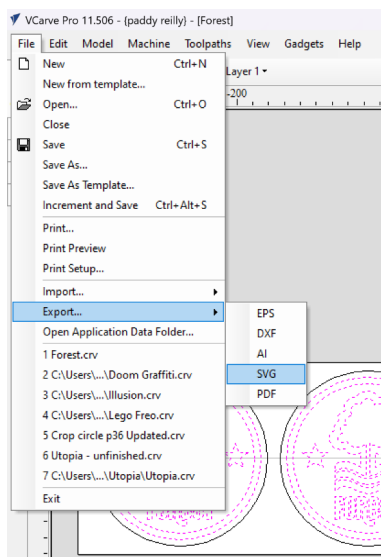 VCarve Pro 11.506 - {paddy reilly} - [Forest]
File Edit Model Machine Toolpaths View Gadgets Help
New Ctrl+N
Layer 1
New from template...
-200
Open... Ctrl+O
Close
Save Ctrl+S
Save As...
Save As Template...
Increment and Save Ctrl+Alt+S
Print...
Print Preview
Print Setup...
Import...
Export...
EPS
Open Application Data Folder...
DXF
1 Forest.crv
AI
2 C:\Users\...\Doom Graffiti.crv
SVG
3 C:\Users\...\Illusion.crv
PDF
4 C:\Users\...\Lego Freo.crv
5 Crop circle p36 Updated.crv
6 Utopia - unfinished.crv
7 C:\Users\...\Utopia\Utopia.crv
Exit